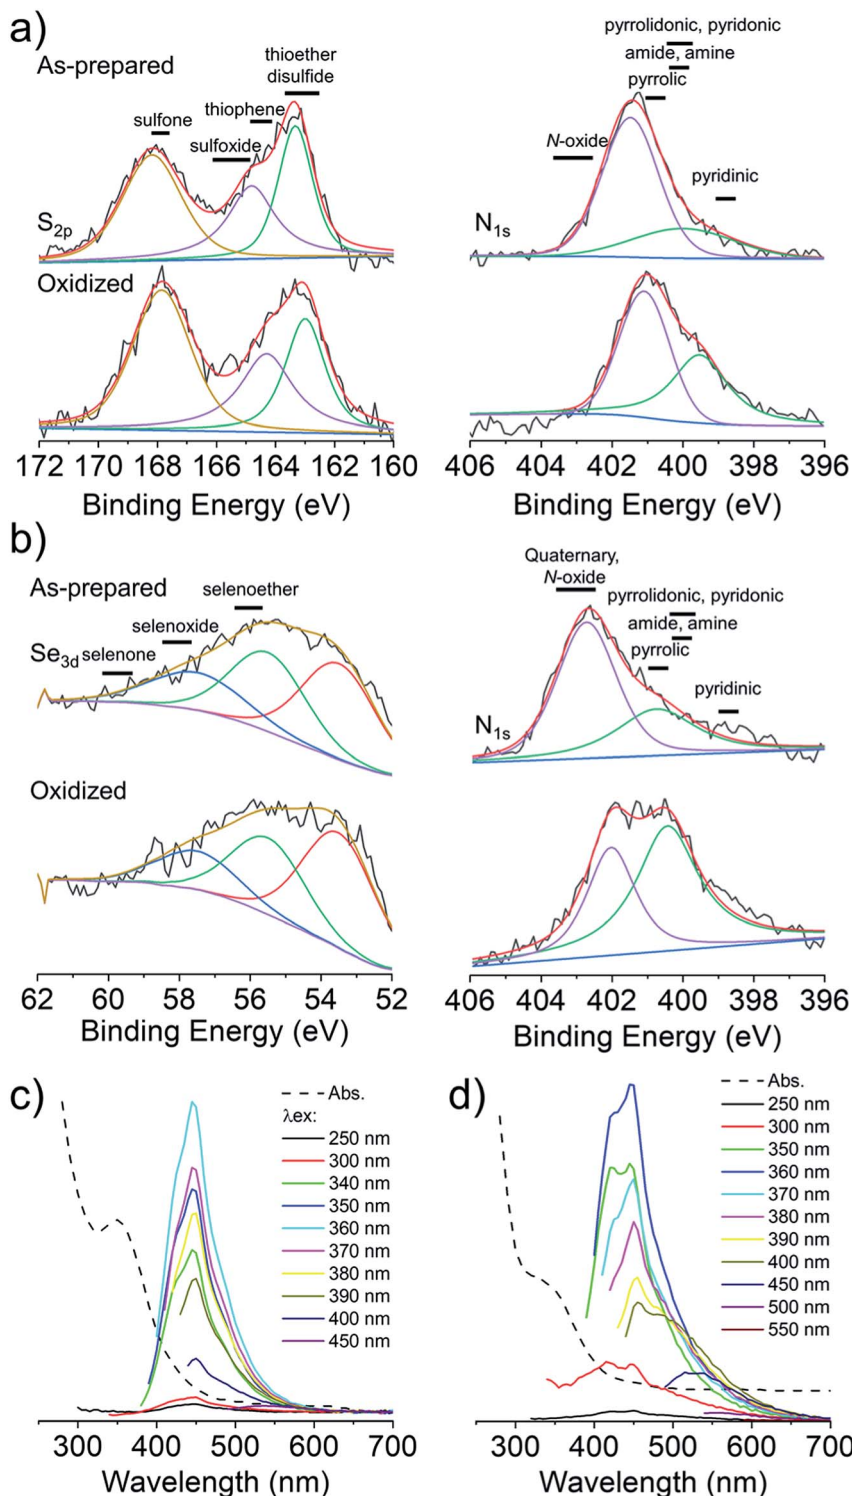 a)
As-prepared
thioether
disulfide
thiophene
sulfone
sulfoxide
S2p
Oxidized
172 170 168 166 164 162 160
Binding Energy (eV)
pyrrolidonic, pyridonic
amide, amine
pyrrolic
N-oxide
pyridinic
N1s
406 404 402 400 398 396
Binding Energy (eV)
b)
As-prepared
selenoether
selenoxide
Se3d selenone
Oxidized
62 60 58 56 54 52
Binding Energy (eV)
Quaternary,
N-oxide
pyrrolidonic, pyridonic
amide, amine
pyrrolic
pyridinic
N1s
406 404 402 400 398 396
Binding Energy (eV)
c)
Abs.
λex:
250 nm
300 nm
340 nm
350 nm
360 nm
370 nm
380 nm
390 nm
400 nm
450 nm
300 400 500 600 700
Wavelength (nm)
d)
Abs.
250 nm
300 nm
350 nm
360 nm
370 nm
380 nm
390 nm
400 nm
450 nm
500 nm
550 nm
300 400 500 600 700
Wavelength (nm)